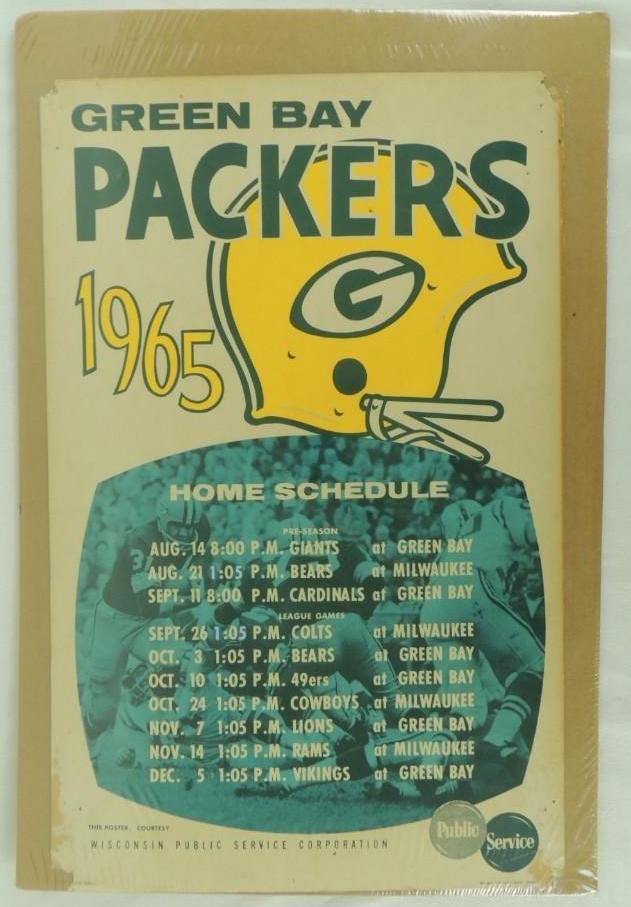 GREEN BAY
PACKERS
G
1965
HOME SCHEDULE
PRE-SEASON
AUG. 14 8:00 P.M. GIANTS at GREEN BAY
AUG. 21 1:05 P.M. BEARS at MILWAUKEE
SEPT. 11 8:00 P.M. CARDINALS at GREEN BAY
LEAGUE GAMES
SEPT. 26 1:05 P.M. COLTS at MILWAUKEE
OCT. 3 1:05 P.M. BEARS at GREEN BAY
OCT. 10 1:05 P.M. 49ers at GREEN BAY
OCT. 24 1:05 P.M. COWBOYS at MILWAUKEE
NOV. 7 1:05 P.M. LIONS at GREEN BAY
NOV. 14 1:05 P.M. RAMS at MILWAUKEE
DEC. 5 1:05 P.M. VIKINGS at GREEN BAY
THIS POSTER, COURTESY
WISCONSIN PUBLIC SERVICE CORPORATION
Public Service